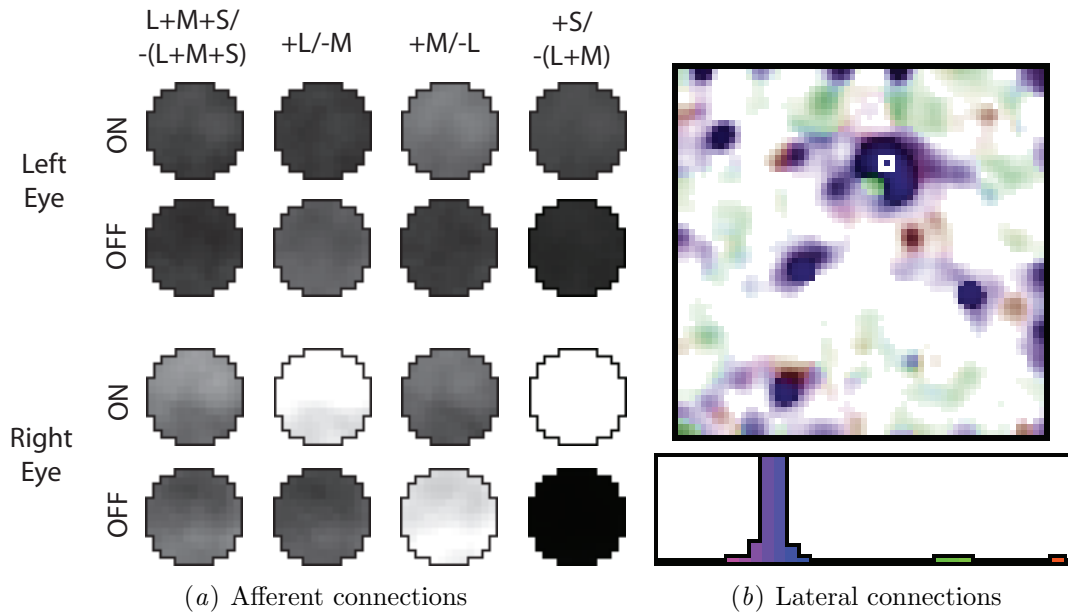 L+M+S/
-(L+M+S)
+L/-M
+M/-L
+S/
-(L+M)
Left
Eye
ON
OFF
Right
Eye
ON
OFF
(a) Afferent connections
(b) Lateral connections